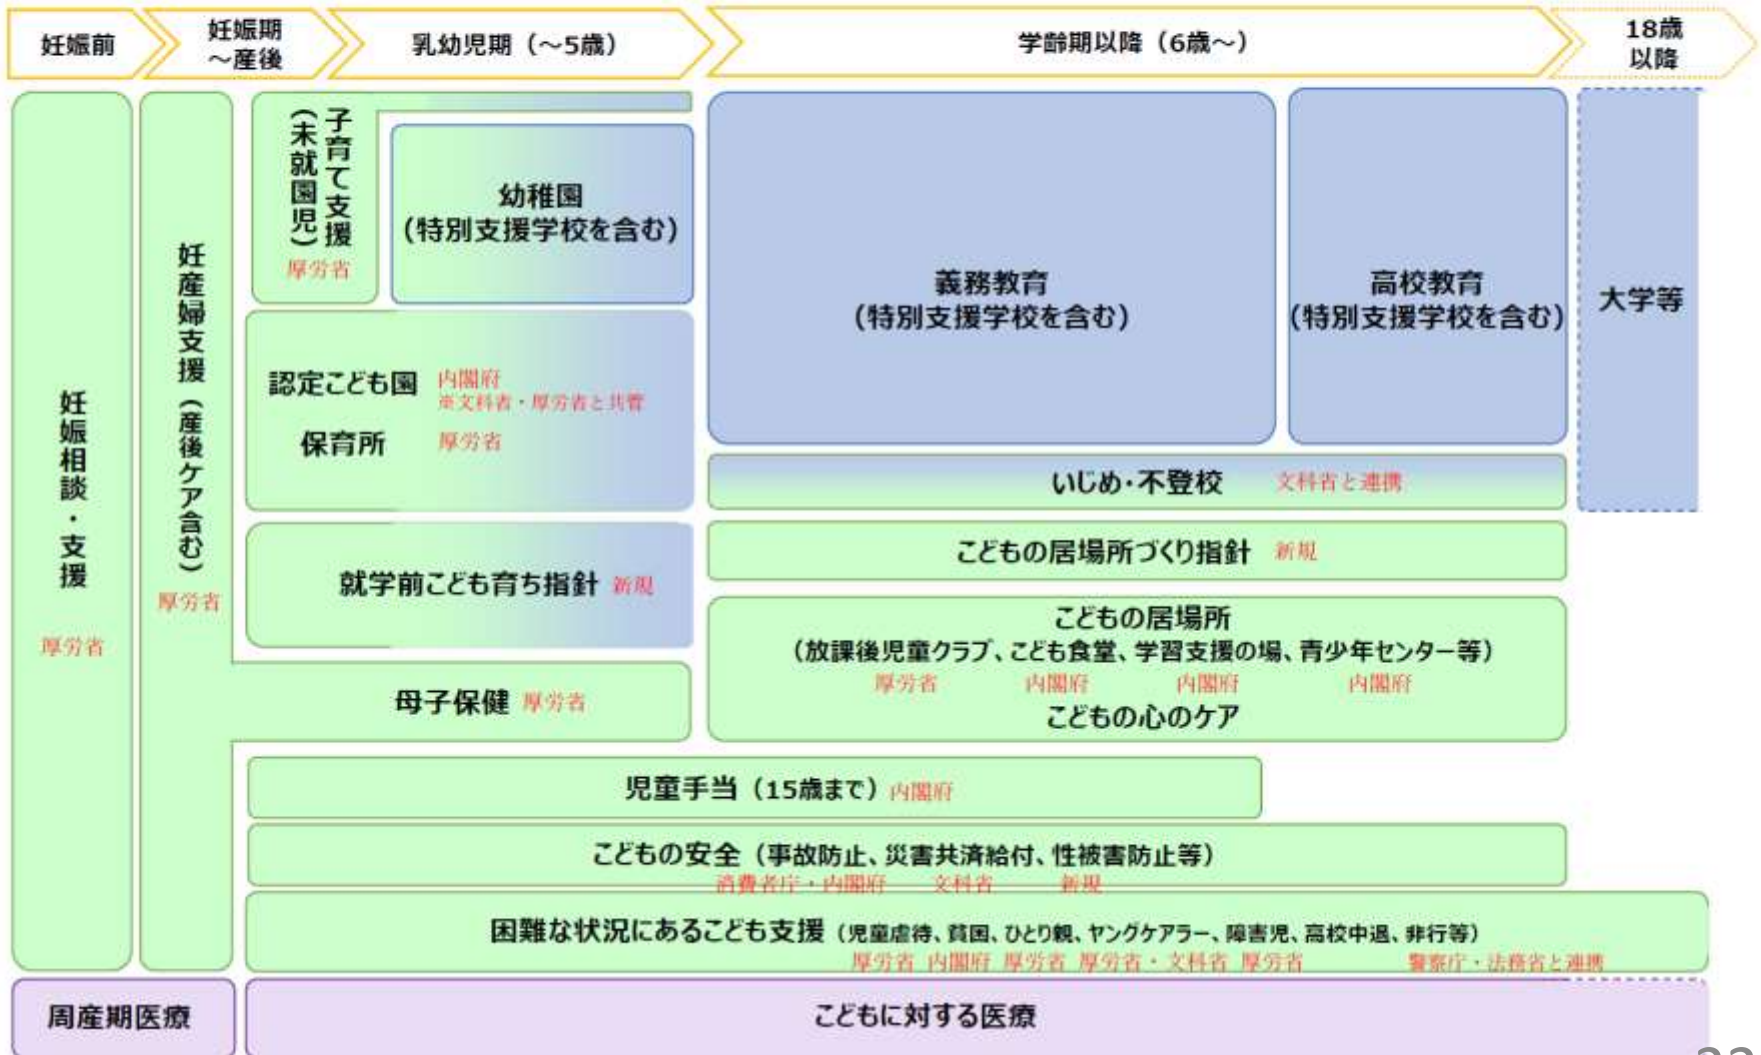 妊娠前
妊娠期
～産後
乳幼児期（～5歳）
学齢期以降（6歳～）
18歳
以降
妊娠相談・支援
厚労省
妊産婦支援（産後ケア含む）
厚労省
子育て支援
（未就園児）
厚労省
幼稚園
（特別支援学校を含む）
認定こども園 内閣府
※文科省・厚労省と共管
保育所 厚労省
就学前こども育ち指針 新規
母子保健 厚労省
義務教育
（特別支援学校を含む）
高校教育
（特別支援学校を含む）
大学等
いじめ・不登校 文科省と連携
こどもの居場所づくり指針 新規
こどもの居場所
（放課後児童クラブ、こども食堂、学習支援の場、青少年センター等）
厚労省 内閣府 内閣府 内閣府
こどもの心のケア
児童手当（15歳まで） 内閣府
こどもの安全（事故防止、災害共済給付、性被害防止等）
消費者庁・内閣府 文科省 新規
困難な状況にあるこども支援（児童虐待、貧困、ひとり親、ヤングケアラー、障害児、高校中退、非行等）
厚労省 内閣府 厚労省 厚労省・文科省 厚労省 警察庁・法務省と連携
周産期医療
こどもに対する医療